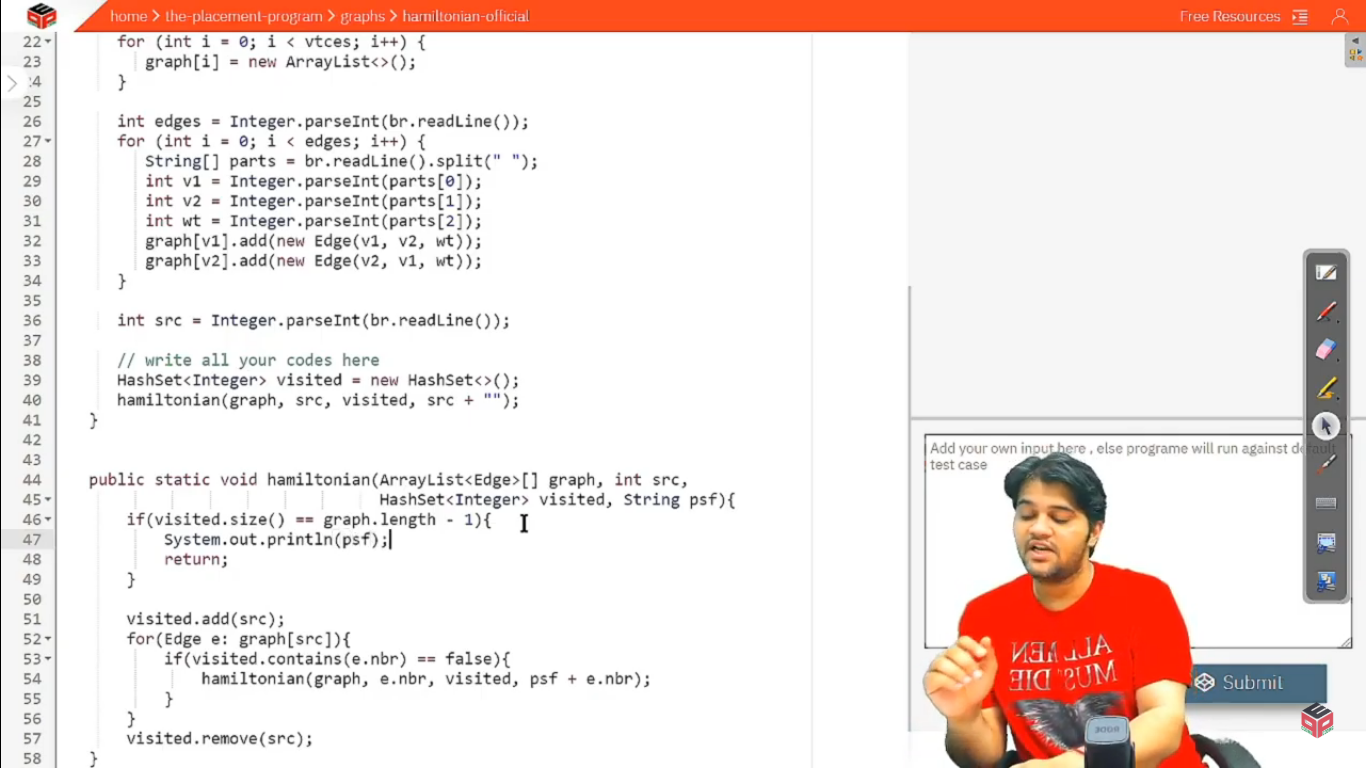 home > the-placement-program > graphs > hamiltonian-official
Free Resources
22 for (int i = 0; i < vtces; i++) {
23 graph[i] = new ArrayList<>();
24 }
25
26 int edges = Integer.parseInt(br.readLine());
27 for (int i = 0; i < edges; i++) {
28 String[] parts = br.readLine().split(" ");
29 int v1 = Integer.parseInt(parts[0]);
30 int v2 = Integer.parseInt(parts[1]);
31 int wt = Integer.parseInt(parts[2]);
32 graph[v1].add(new Edge(v1, v2, wt));
33 graph[v2].add(new Edge(v2, v1, wt));
34 }
35
36 int src = Integer.parseInt(br.readLine());
37
38 // write all your codes here
39 HashSet<Integer> visited = new HashSet<>();
40 hamiltonian(graph, src, visited, src + "");
41 }
42
43
44 public static void hamiltonian(ArrayList<Edge>[] graph, int src,
45 HashSet<Integer> visited, String psf){
46 if(visited.size() == graph.length - 1){
47 System.out.println(psf);
48 return;
49 }
50
51 visited.add(src);
52 for(Edge e: graph[src]){
53 if(visited.contains(e.nbr) == false){
54 hamiltonian(graph, e.nbr, visited, psf + e.nbr);
55 }
56 }
57 visited.remove(src);
58 }
Add your own input here , else programe will run against default
test case
ALL MEN
MUST DIE
Submit